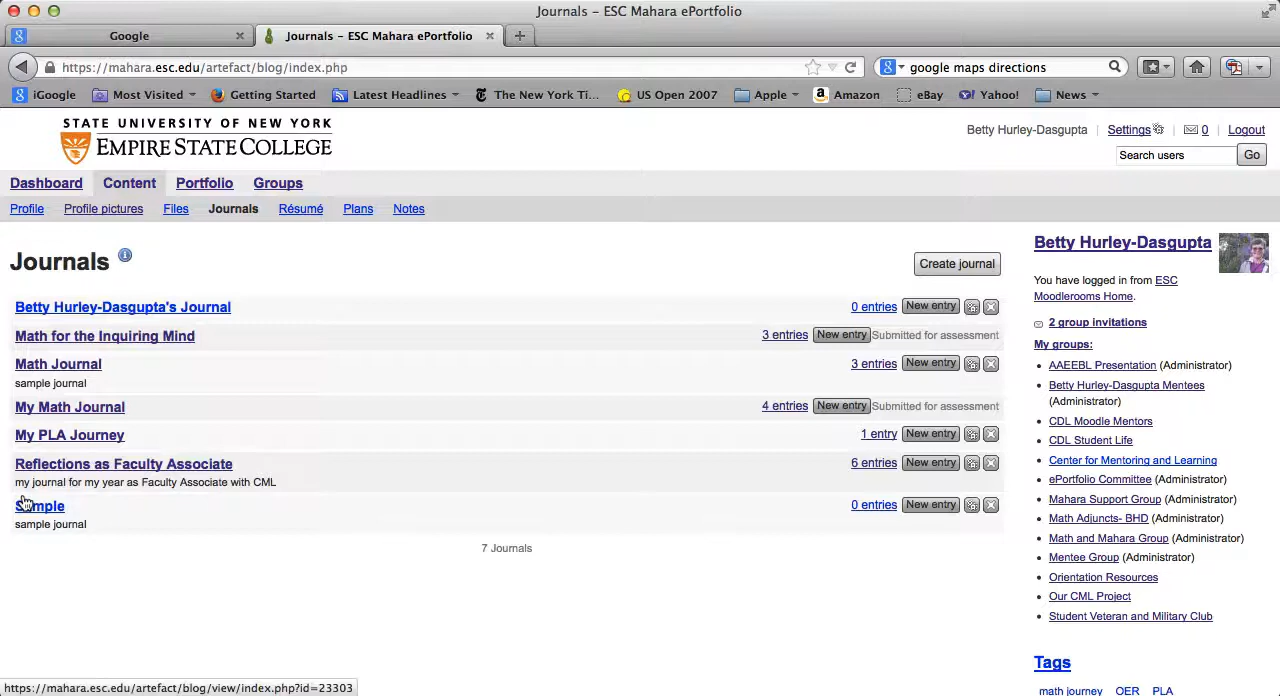 Journals – ESC Mahara ePortfolio
Google
Journals – ESC Mahara ePortfolio
https://mahara.esc.edu/artefact/blog/index.php
google maps directions
iGoogle Most Visited Getting Started Latest Headlines The New York Ti... US Open 2007 Apple Amazon eBay Yahoo! News
STATE UNIVERSITY OF NEW YORK
EMPIRE STATE COLLEGE
Betty Hurley-Dasgupta Settings 0 Logout
Search users Go
Dashboard Content Portfolio Groups
Profile Profile pictures Files Journals Résumé Plans Notes
Journals
Create journal
Betty Hurley-Dasgupta's Journal 0 entries New entry
Math for the Inquiring Mind 3 entries New entry Submitted for assessment
Math Journal 3 entries New entry
sample journal
My Math Journal 4 entries New entry Submitted for assessment
My PLA Journey 1 entry New entry
Reflections as Faculty Associate 6 entries New entry
my journal for my year as Faculty Associate with CML
Sample 0 entries New entry
sample journal
7 Journals
Betty Hurley-Dasgupta
You have logged in from ESC
Moodlerooms Home.
2 group invitations
My groups:
AAEEBL Presentation (Administrator)
Betty Hurley-Dasgupta Mentees
(Administrator)
CDL Moodle Mentors
CDL Student Life
Center for Mentoring and Learning
ePortfolio Committee (Administrator)
Mahara Support Group (Administrator)
Math Adjuncts- BHD (Administrator)
Math and Mahara Group (Administrator)
Mentee Group (Administrator)
Orientation Resources
Our CML Project
Student Veteran and Military Club
Tags
math journey OER PLA
https://mahara.esc.edu/artefact/blog/view/index.php?id=23303